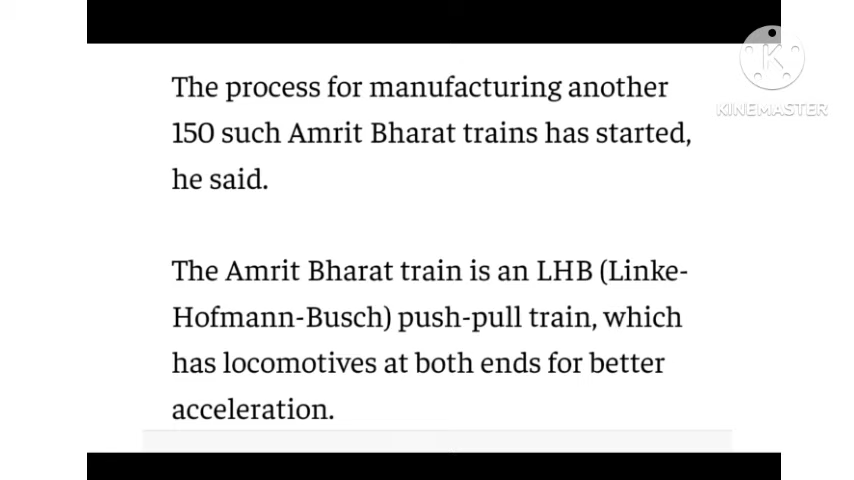 The process for manufacturing another
150 such Amrit Bharat trains has started,
he said.
The Amrit Bharat train is an LHB (Linke-
Hofmann-Busch) push-pull train, which
has locomotives at both ends for better
acceleration.
K
KINEMASTER